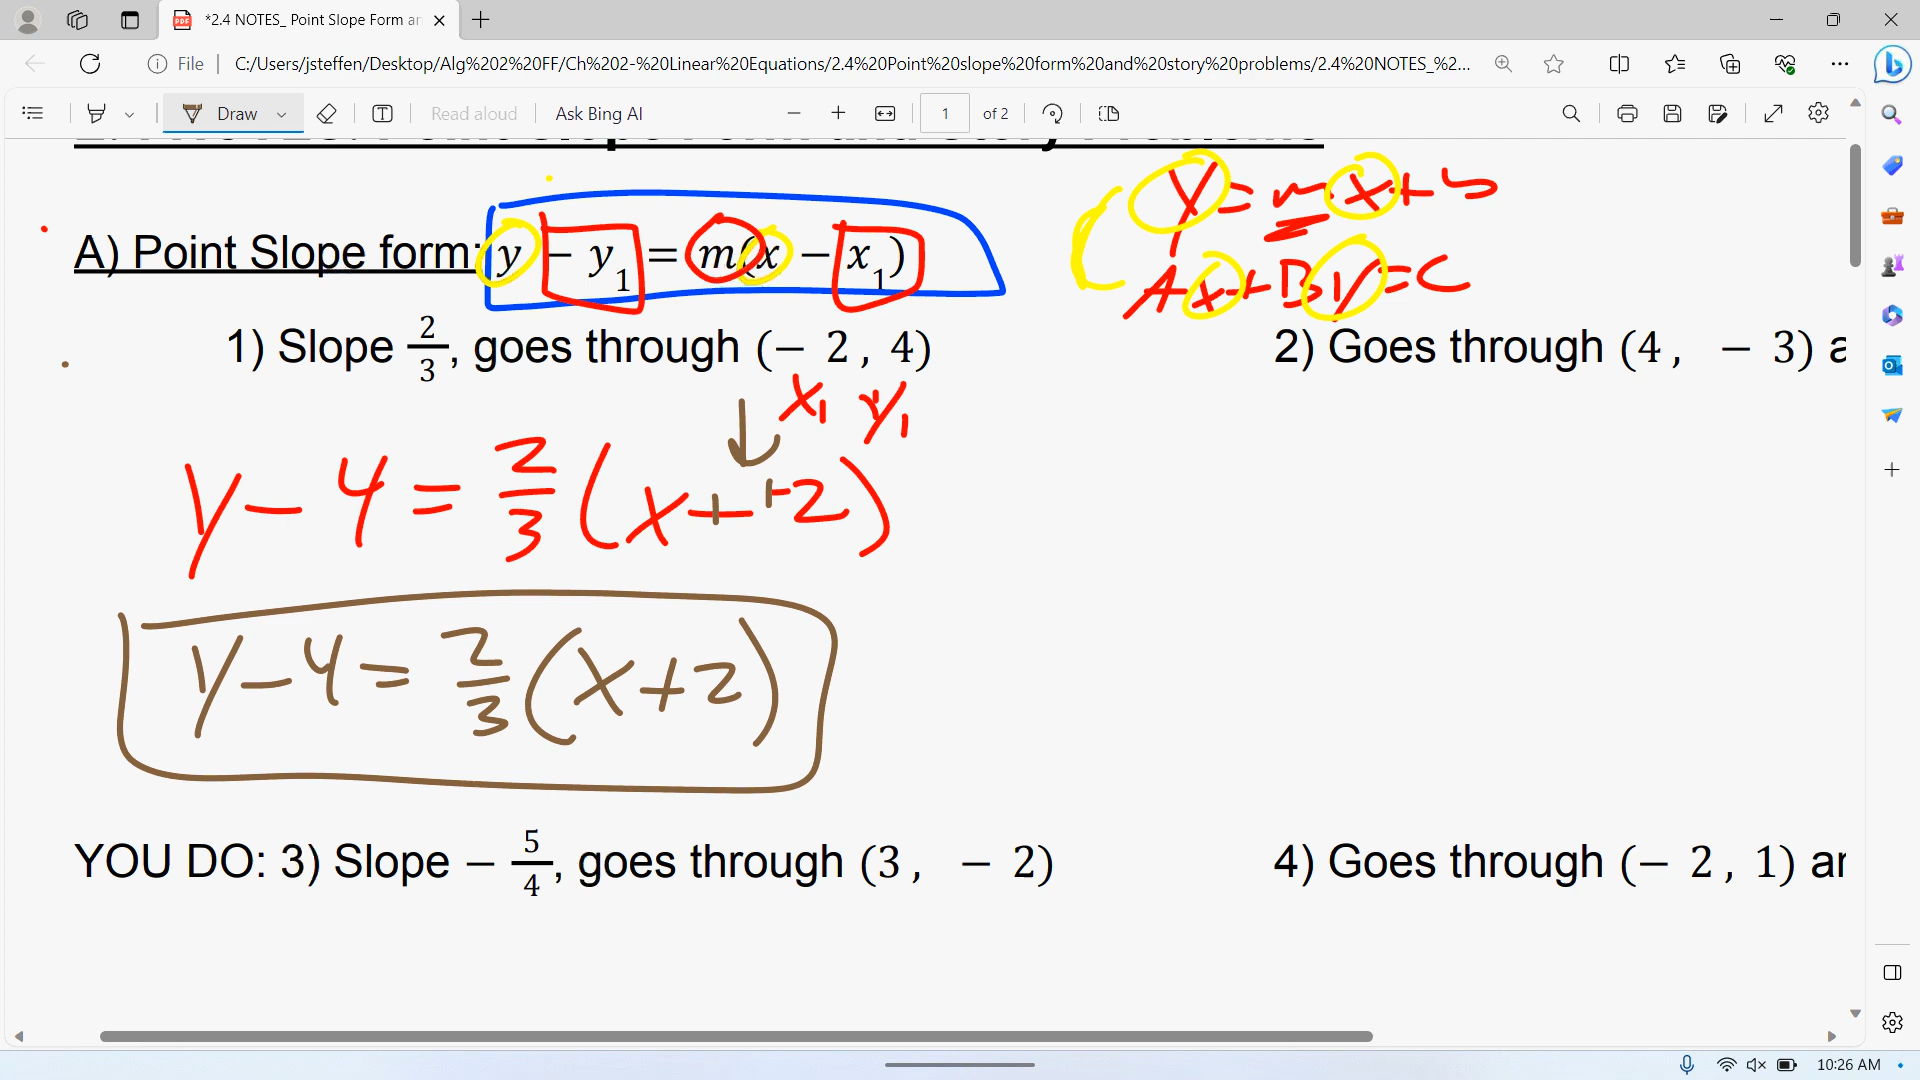 *2.4 NOTES_ Point Slope Form ar
File
C:/Users/jsteffen/Desktop/Alg%202%20FF/Ch%202-%20Linear%20Equations/2.4%20Point%20slope%20form%20and%20story%20problems/2.4%20NOTES_%2...
Draw
Read aloud
Ask Bing AI
1 of 2
y = mx + b
A) Point Slope form: y − y₁ = m(x − x₁)
Ax + By = C
1) Slope 2/3, goes through (− 2 , 4)
2) Goes through (4 , − 3) a
x₁ y₁
y − 4 = 2/3 (x + +2)
y − 4 = 2/3 (x + 2)
YOU DO: 3) Slope − 5/4, goes through (3 , − 2)
4) Goes through (− 2 , 1) ar
10:26 AM